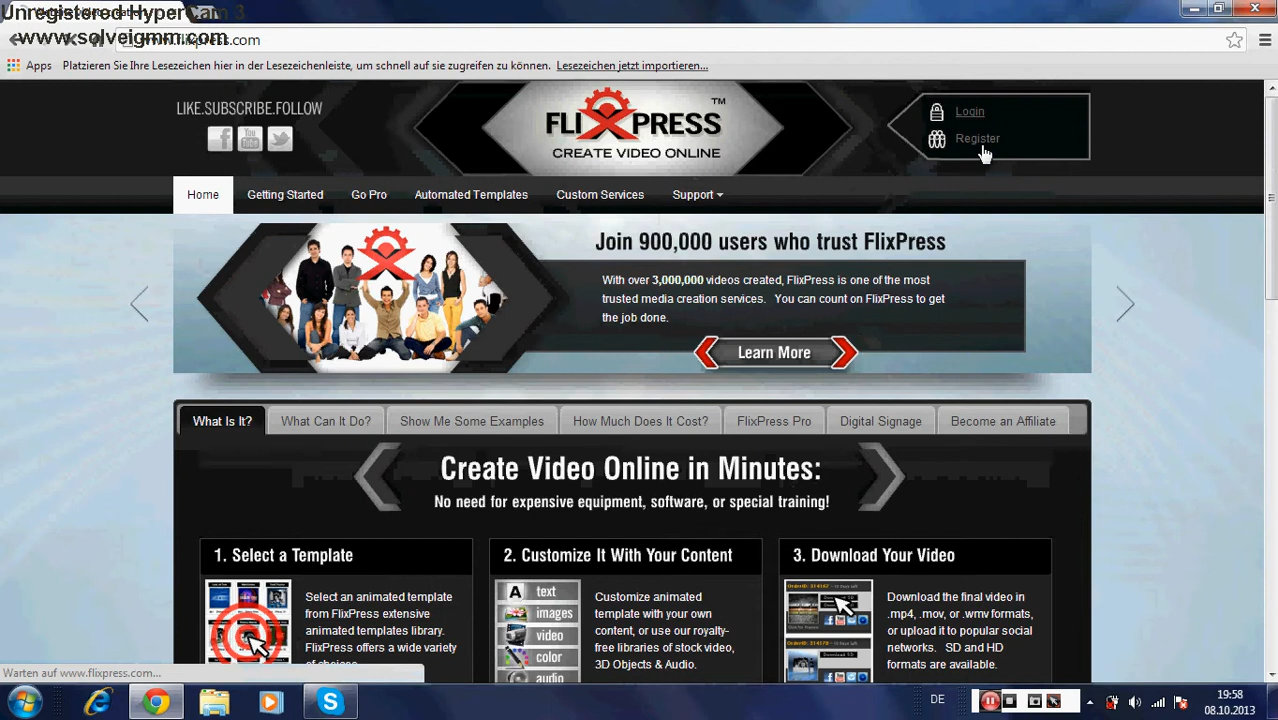 Unregistered HyperCam 3
www.solveigmm.com
www.flixpress.com
Apps Platzieren Sie Ihre Lesezeichen hier in der Lesezeichenleiste, um schnell auf sie zugreifen zu können. Lesezeichen jetzt importieren...
LIKE.SUBSCRIBE.FOLLOW
You Tube
FLIXPRESS™
CREATE VIDEO ONLINE
Login
Register
Home Getting Started Go Pro Automated Templates Custom Services Support
Join 900,000 users who trust FlixPress
With over 3,000,000 videos created, FlixPress is one of the most
trusted media creation services. You can count on FlixPress to get
the job done.
Learn More
What Is It? What Can It Do? Show Me Some Examples How Much Does It Cost? FlixPress Pro Digital Signage Become an Affiliate
Create Video Online in Minutes:
No need for expensive equipment, software, or special training!
1. Select a Template
Select an animated template
from FlixPress extensive
animated templates library.
FlixPress offers a wide variety
of choices
2. Customize It With Your Content
A text
images
video
color
audio
Customize animated
template with your own
content, or use our royalty-
free libraries of stock video,
3D Objects & Audio.
3. Download Your Video
Download the final video in
.mp4, .mov, or .wmv formats,
or upload it to popular social
networks. SD and HD
formats are available.
Warten auf www.flixpress.com...
DE
19:58
08.10.2013